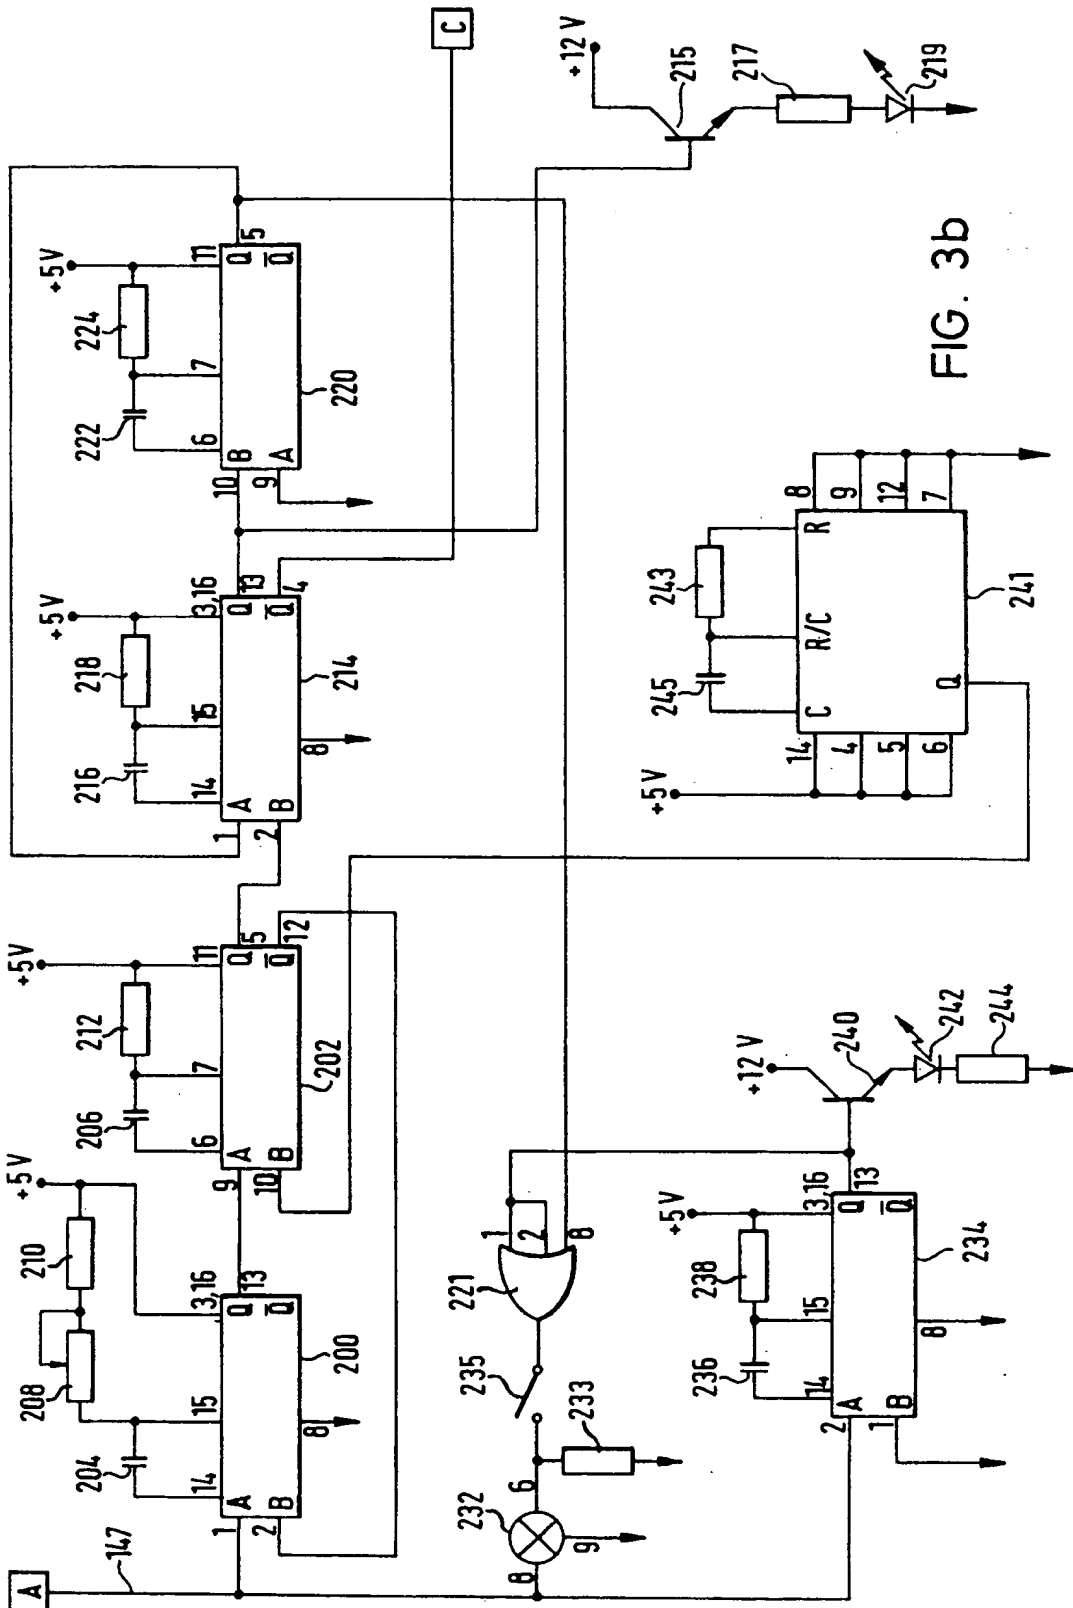 A
147
+5V
210
208
204
14
15
3,16
1
2
A
B
Q
Q
13
8
200
+5V
212
206
6
7
11
9
10
A
B
Q
Q
5
12
202
+5V
218
216
14
15
3,16
1
2
A
B
Q
Q
13
4
8
214
+5V
224
222
6
7
11
10
9
B
A
Q
Q
5
220
C
+12 V
215
217
219
8
232
9
6
233
235
221
1
2
8
+5V
238
236
14
15
3,16
2
1
A
B
Q
Q
13
8
234
+12V
240
242
244
+5V
14
4
5
6
C
R/C
R
Q
245
243
8
9
12
7
241
FIG. 3b